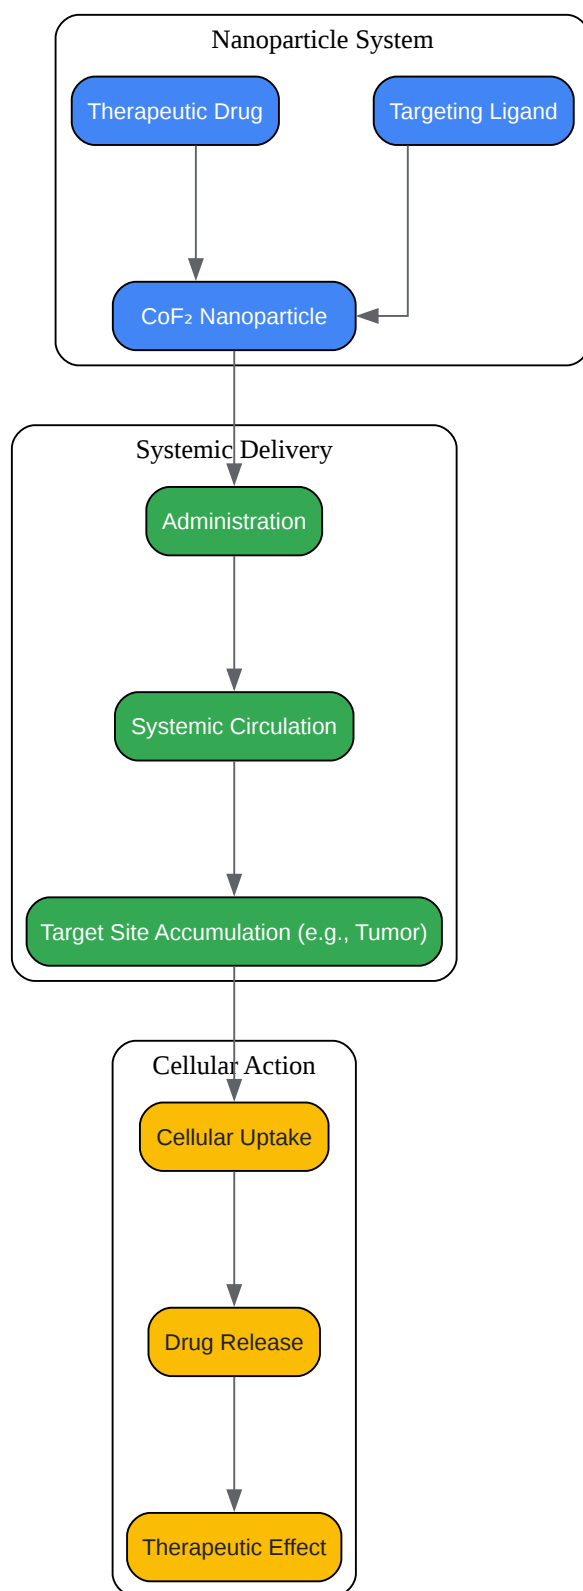 Nanoparticle System
Therapeutic Drug
Targeting Ligand
CoF₂ Nanoparticle
Systemic Delivery
Administration
Systemic Circulation
Target Site Accumulation (e.g., Tumor)
Cellular Action
Cellular Uptake
Drug Release
Therapeutic Effect